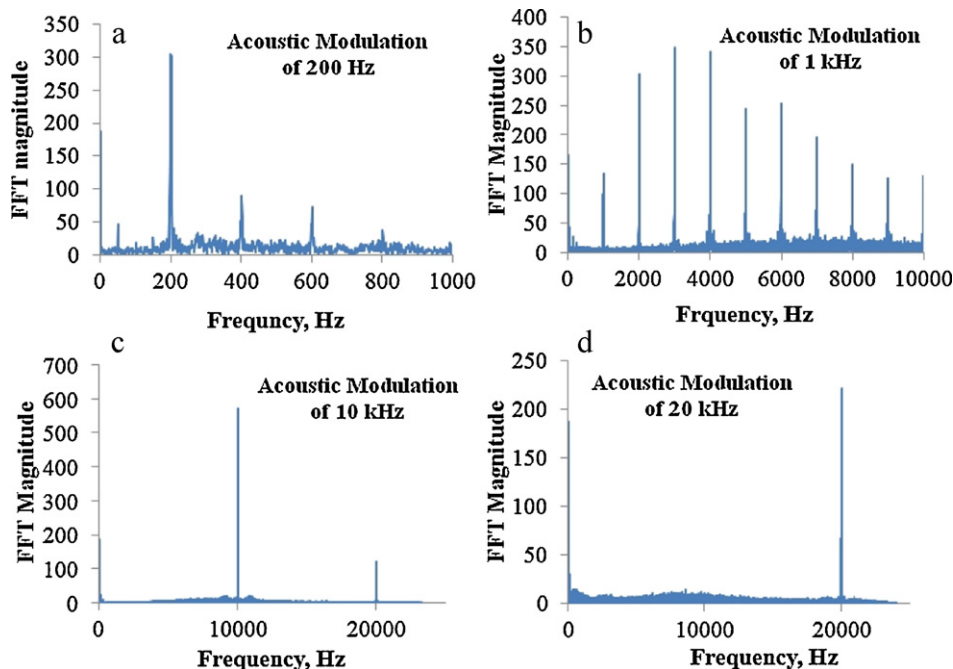 a
Acoustic Modulation
of 200 Hz
FFT magnitude
350
300
250
200
150
100
50
0
0 200 400 600 800 1000
Frequncy, Hz
b
Acoustic Modulation
of 1 kHz
FFT Magnitude
400
350
300
250
200
150
100
50
0
0 2000 4000 6000 8000 10000
Frquency, Hz
c
Acoustic Modulation
of 10 kHz
FFT Magnitude
700
600
500
400
300
200
100
0
0 10000 20000
Frequency, Hz
d
Acoustic Modulation
of 20 kHz
FFT Magnitude
250
200
150
100
50
0
0 10000 20000
Frequency, Hz